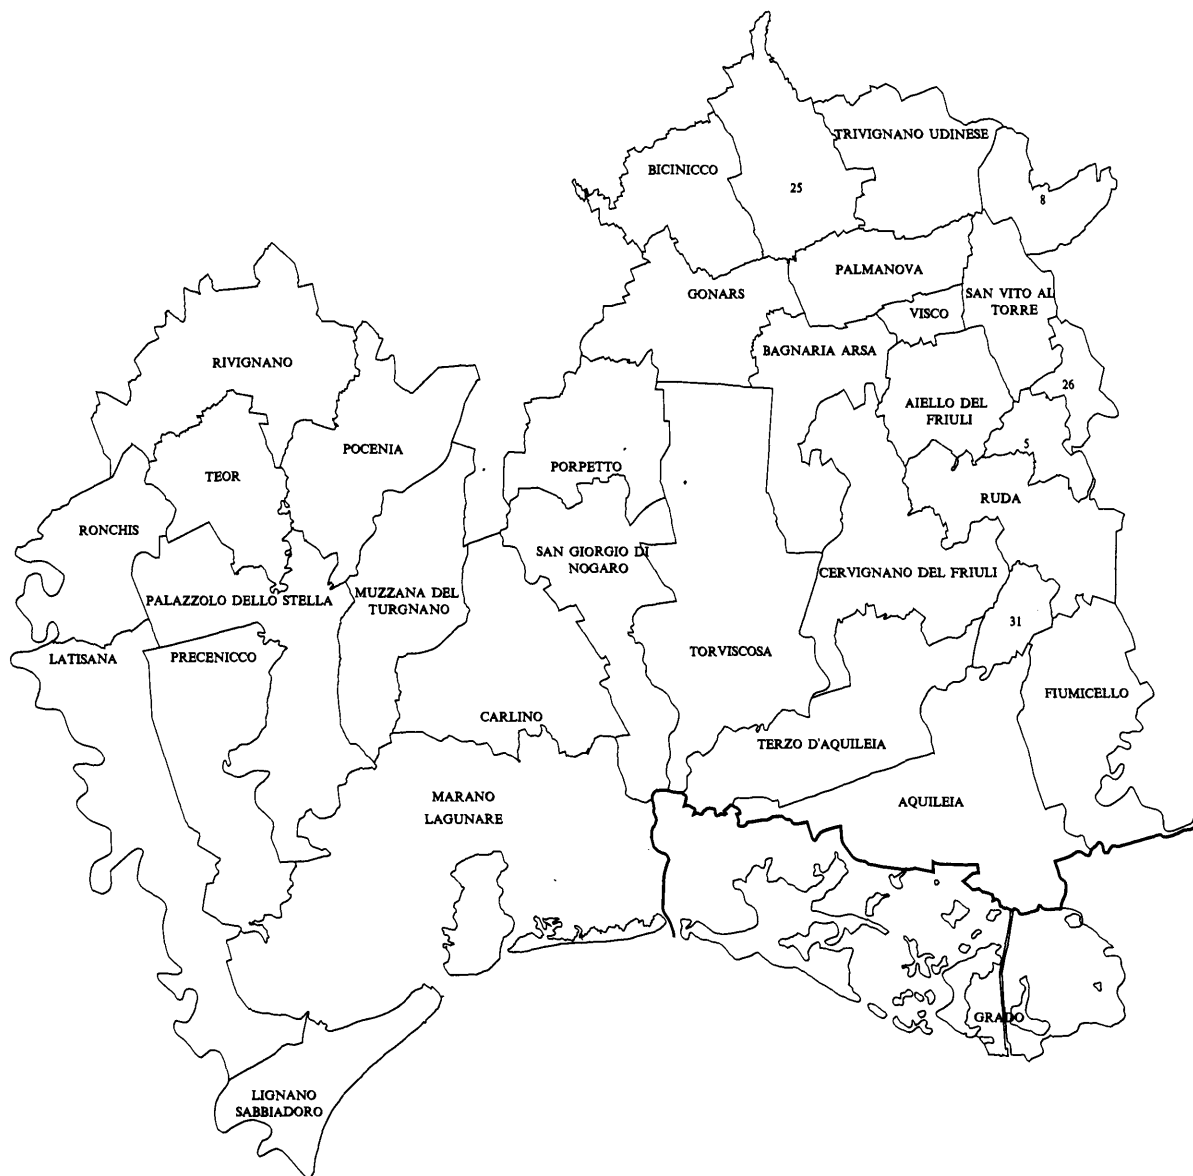 TRIVIGNANO UDINESE
BICINICCO
25
8
PALMANOVA
GONARS
SAN VITO AL
TORRE
VISCO
BAGNARIA ARSA
RIVIGNANO
26
AIELLO DEL
FRIULI
POCENIA
5
PORPETTO
TEOR
RUDA
RONCHIS
SAN GIORGIO DI
NOGARO
CERVIGNANO DEL FRIULI
MUZZANA DEL
TURGNANO
PALAZZOLO DELLO STELLA
31
TORVISCOSA
LATISANA
PRECENICCO
FIUMICELLO
CARLINO
TERZO D'AQUILEIA
MARANO
LAGUNARE
AQUILEIA
GRADO
LIGNANO
SABBIADORO